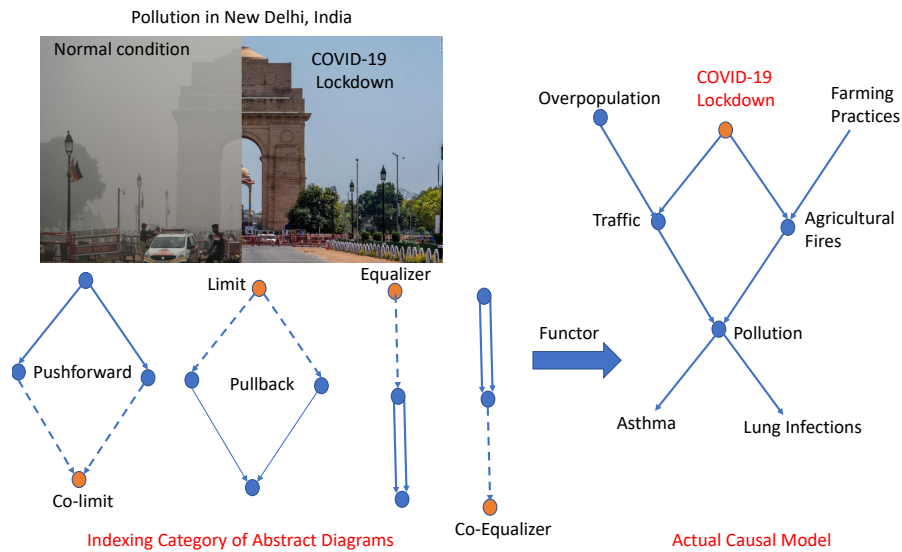 Pollution in New Delhi, India
Normal condition
COVID-19
Lockdown
Overpopulation
COVID-19
Lockdown
Farming
Practices
Traffic
Agricultural
Fires
Pollution
Asthma
Lung Infections
Limit
Equalizer
Pushforward
Pullback
Functor
Co-limit
Co-Equalizer
Indexing Category of Abstract Diagrams
Actual Causal Model